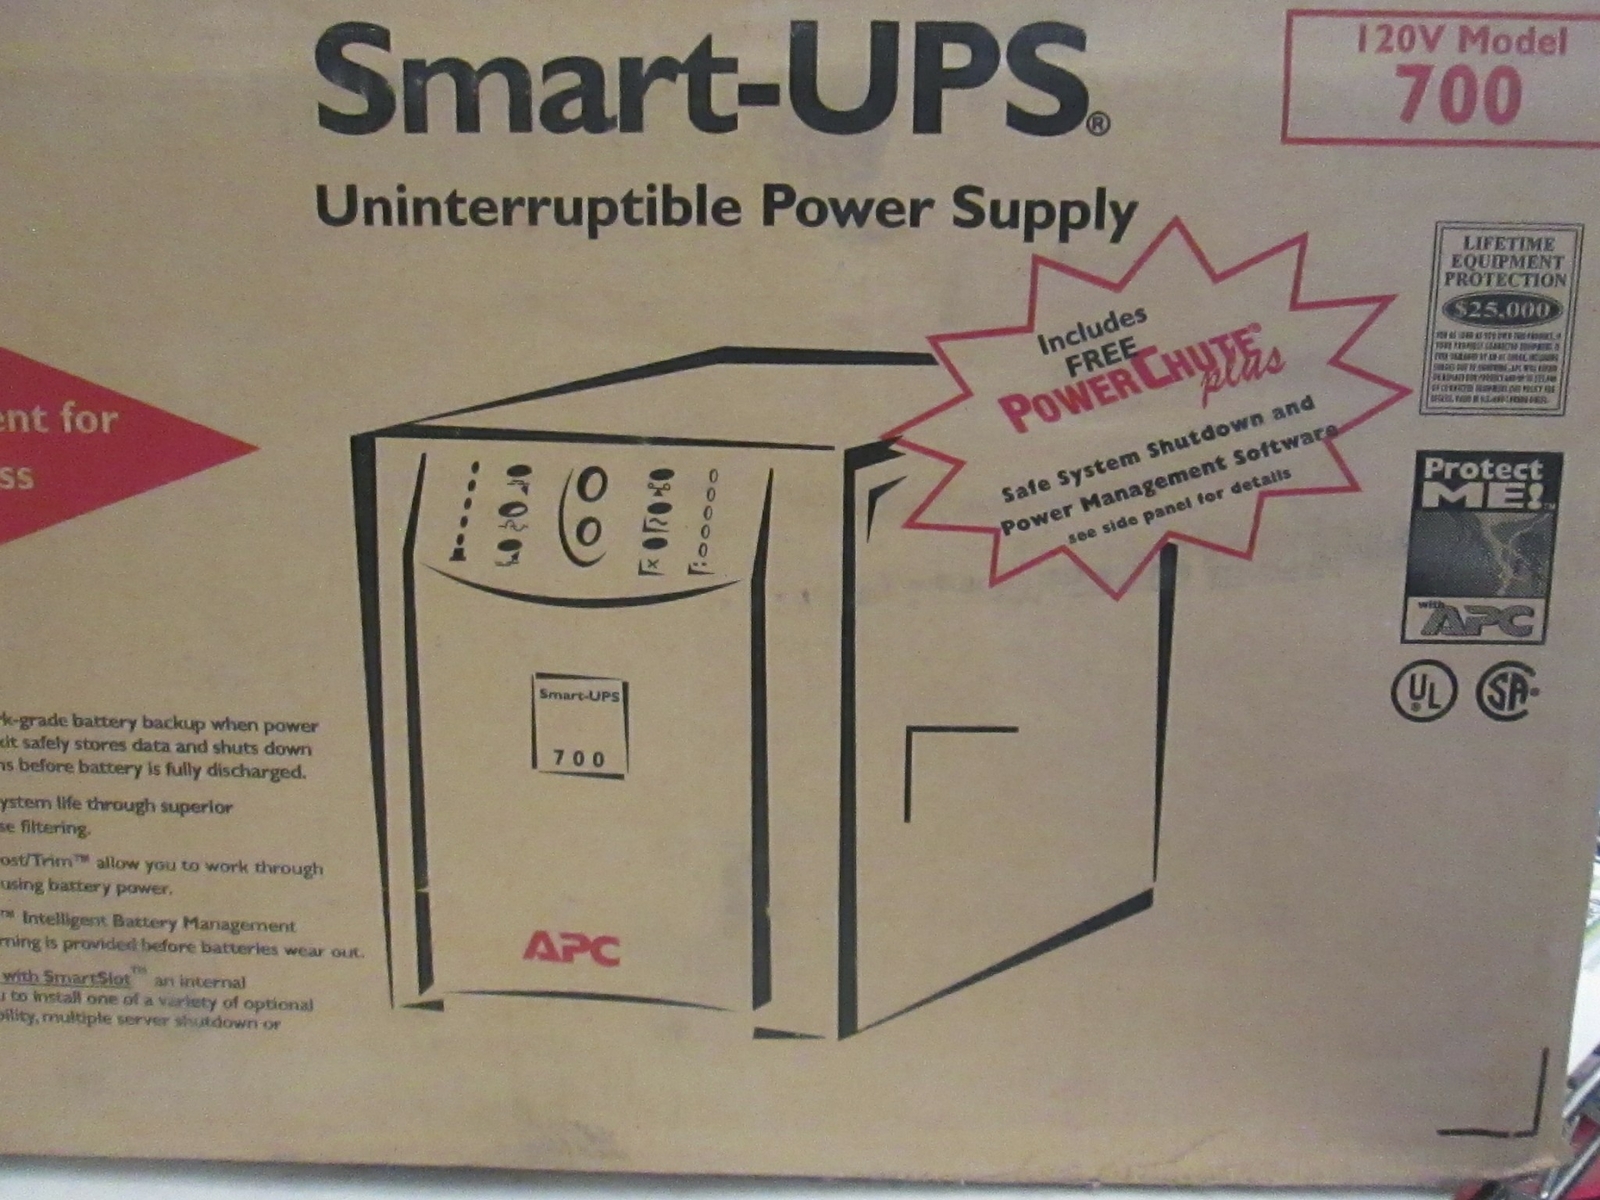 Smart-UPS®
Uninterruptible Power Supply
120V Model
700
LIFETIME
EQUIPMENT
PROTECTION
$25,000
Includes
FREE
POWERCHUTE®
plus
Safe System Shutdown and
Power Management Software
see side panel for details
ent for
ss
Protect
ME!™
with
APC
UL
SA
Smart-UPS
700
APC
k-grade battery backup when power
kit safely stores data and shuts down
ns before battery is fully discharged.
ystem life through superior
se filtering.
ost/Trim™ allow you to work through
using battery power.
™ Intelligent Battery Management
rning is provided before batteries wear out.
with SmartSlot™ an internal
u to install one of a variety of optional
bility, multiple server shutdown or